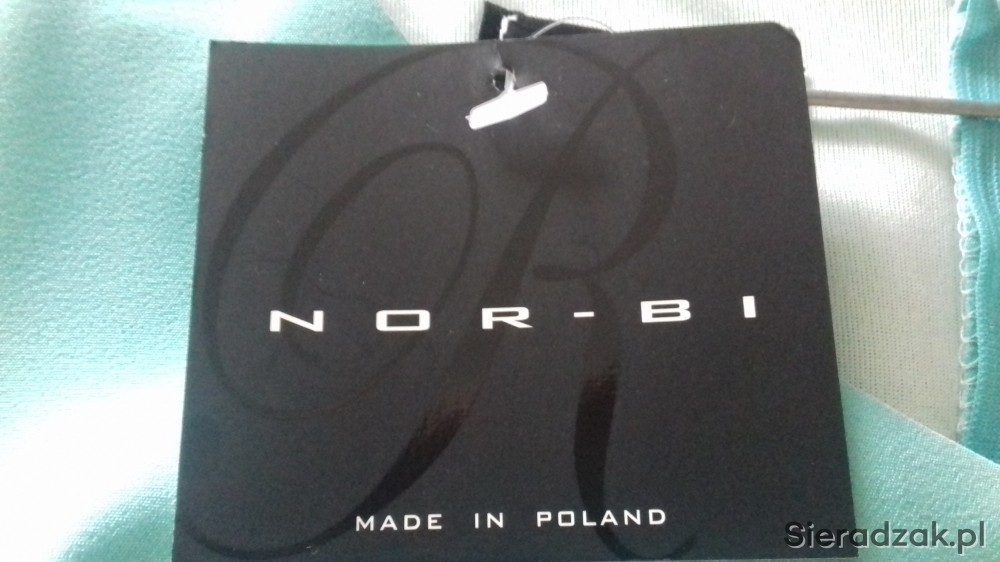 R
NOR-BI
MADE IN POLAND
Sieradzak.pl